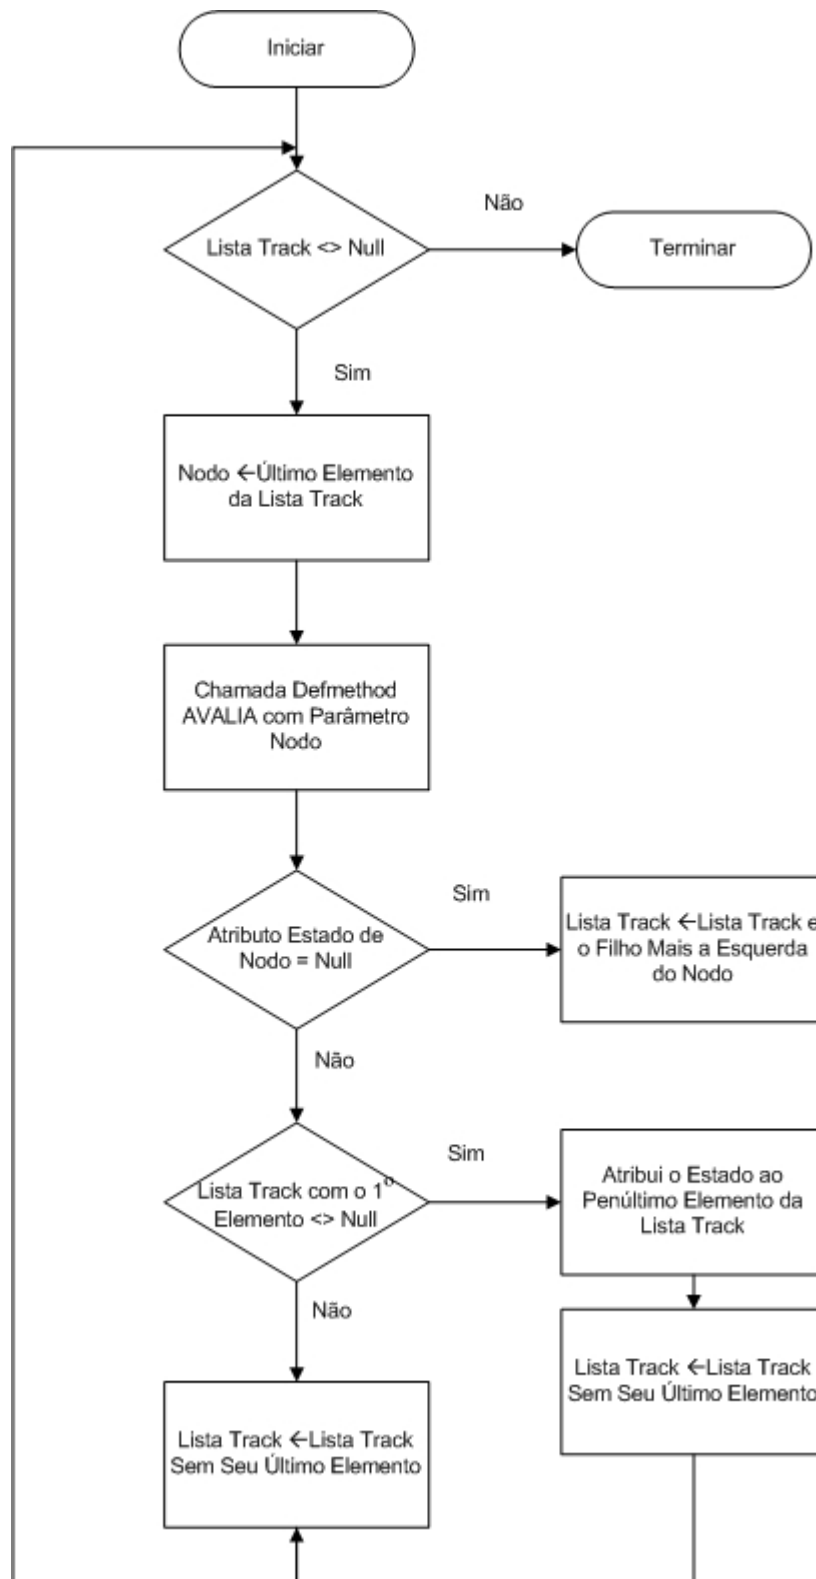 Iniciar
Não
Lista Track <> Null
Terminar
Sim
Nodo ←Último Elemento
da Lista Track
Chamada Defmethod
AVALIA com Parâmetro
Nodo
Sim
Atributo Estado de
Nodo = Null
Lista Track ←Lista Track e
o Filho Mais a Esquerda
do Nodo
Não
Sim
Lista Track com o 1º
Elemento <> Null
Atribui o Estado ao
Penúltimo Elemento da
Lista Track
Não
Lista Track ←Lista Track
Sem Seu Último Elemento
Lista Track ←Lista Track
Sem Seu Último Elemento